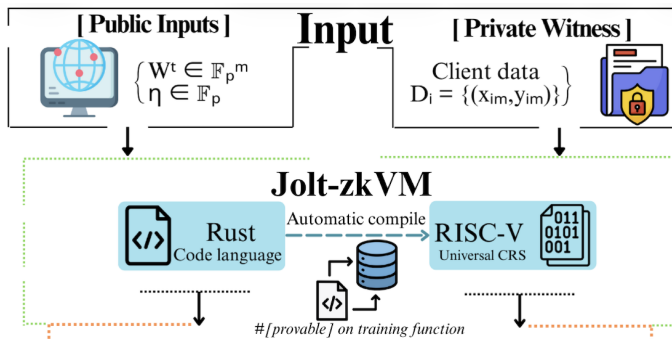 [ Public Inputs]
Input
[ Private Witness]
Wᵗ ∈ 𝔽ₚᵐ
η ∈ 𝔽ₚ
Client data
Dᵢ = {(xᵢₘ,yᵢₘ)}
Jolt-zkVM
Rust
Code language
Automatic compile
RISC-V
Universal CRS
011
0101
001
#[provable] on training function